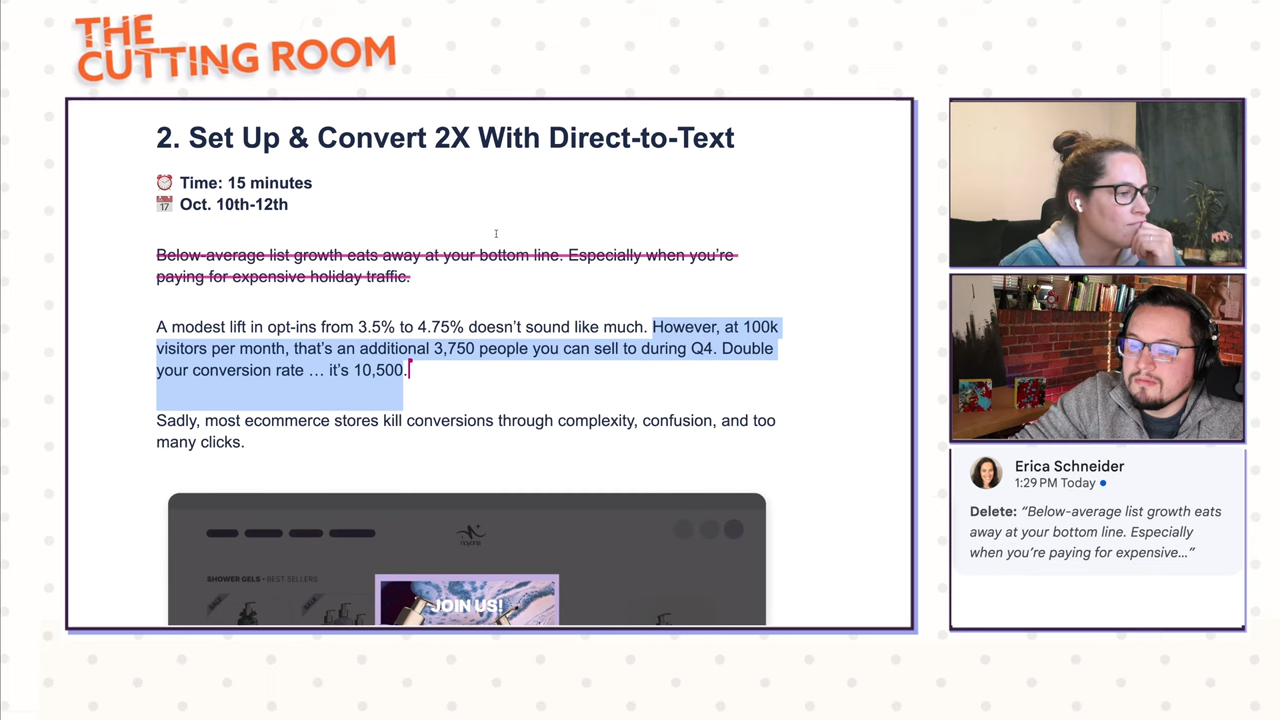 THE
CUTTING ROOM
2. Set Up & Convert 2X With Direct-to-Text
⏰ Time: 15 minutes
📅 Oct. 10th-12th
Below-average list growth eats away at your bottom line. Especially when you’re
paying for expensive holiday traffic.
A modest lift in opt-ins from 3.5% to 4.75% doesn’t sound like much. However, at 100k
visitors per month, that’s an additional 3,750 people you can sell to during Q4. Double
your conversion rate … it’s 10,500.
Sadly, most ecommerce stores kill conversions through complexity, confusion, and too
many clicks.
SHOWER GELS • BEST SELLERS
SALE
SALE
JOIN US!
Erica Schneider
1:29 PM Today
Delete: “Below-average list growth eats
away at your bottom line. Especially
when you’re paying for expensive…”